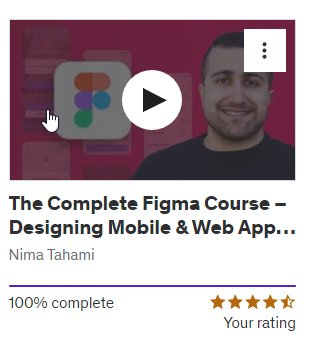 The Complete Figma Course –
Designing Mobile & Web App...
Nima Tahami
100% complete
Your rating